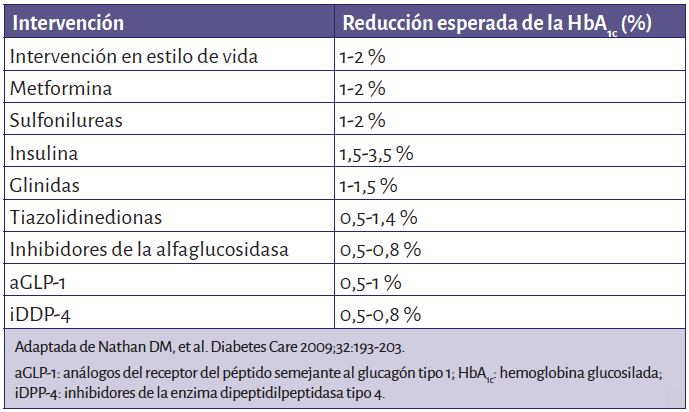 Intervención Reducción esperada de la HbA1c (%)
Intervención en estilo de vida 1-2 %
Metformina 1-2 %
Sulfonilureas 1-2 %
Insulina 1,5-3,5 %
Glinidas 1-1,5 %
Tiazolidinedionas 0,5-1,4 %
Inhibidores de la alfaglucosidasa 0,5-0,8 %
aGLP-1 0,5-1 %
iDDP-4 0,5-0,8 %
Adaptada de Nathan DM, et al. Diabetes Care 2009;32:193-203.
aGLP-1: análogos del receptor del péptido semejante al glucagón tipo 1; HbA1c: hemoglobina glucosilada;
iDPP-4: inhibidores de la enzima dipeptidilpeptidasa tipo 4.